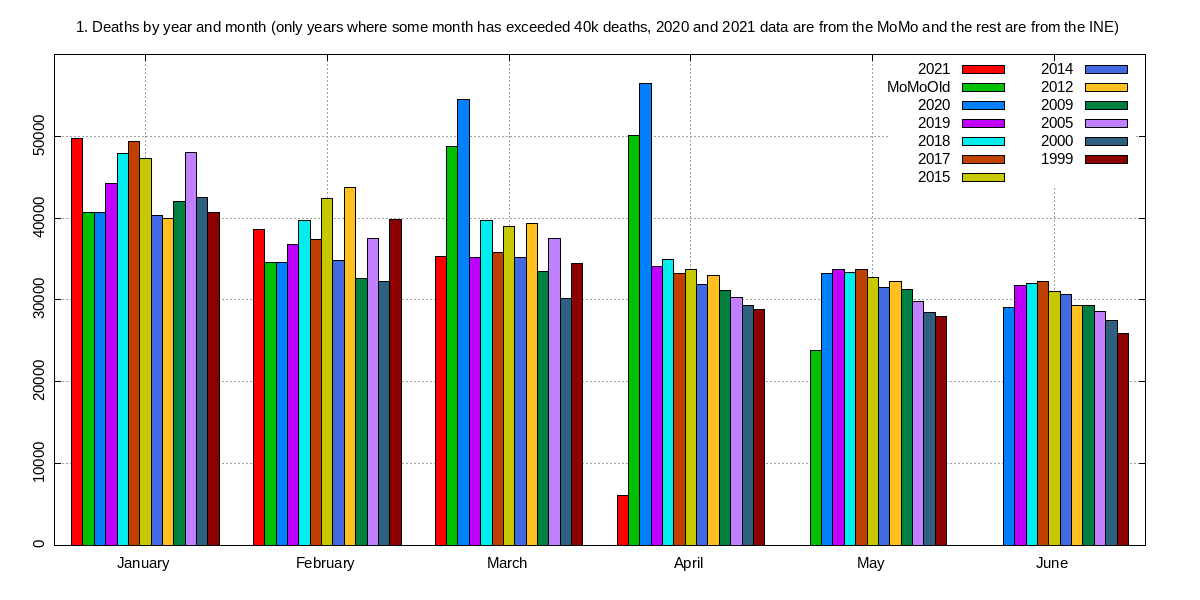 1. Deaths by year and month (only years where some month has exceeded 40k deaths, 2020 and 2021 data are from the MoMo and the rest are from the INE)
2021
MoMoOld
2020
2019
2018
2017
2015
2014
2012
2009
2005
2000
1999
50000
40000
30000
20000
10000
0
January
February
March
April
May
June